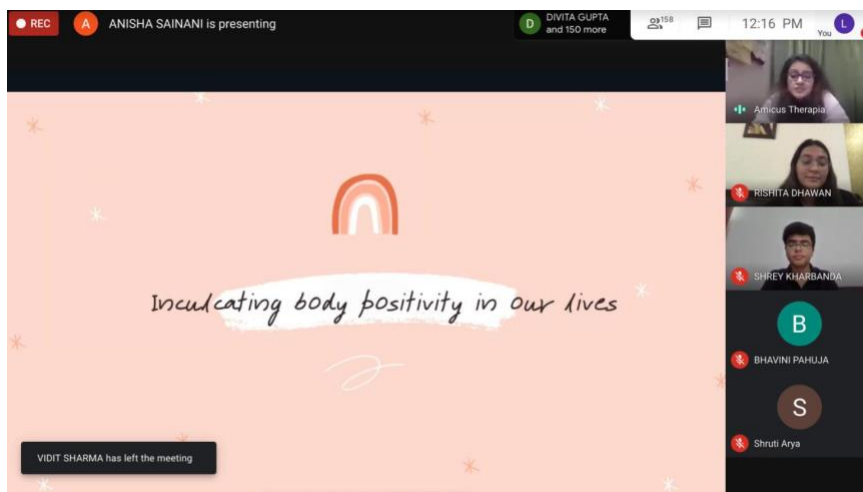 REC
A
ANISHA SAINANI is presenting
D
DIVITA GUPTA
and 150 more
158
12:16 PM
You
L
Amicus Therapia
RISHITA DHAWAN
SHREY KHARBANDA
Inculcating body positivity in our lives
B
BHAVINI PAHUJA
S
Shruti Arya
VIDIT SHARMA has left the meeting